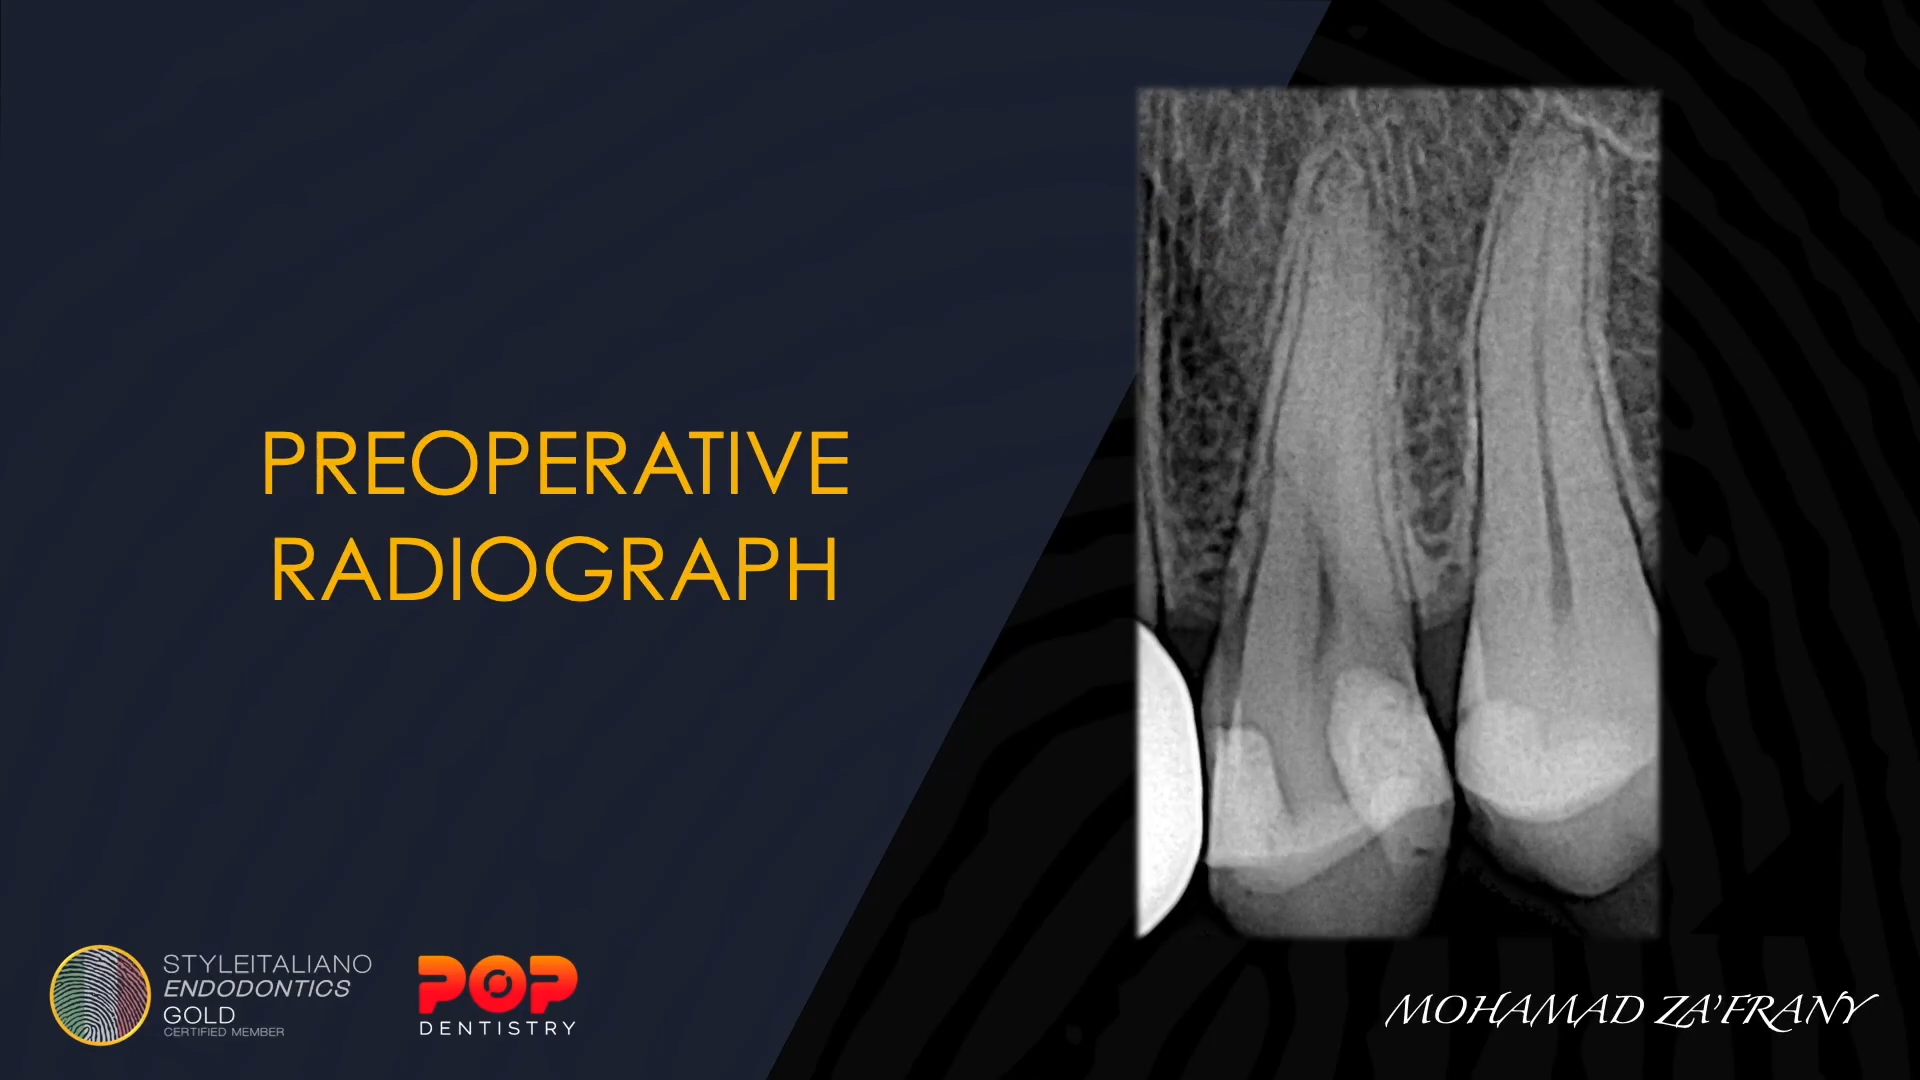 PREOPERATIVE
RADIOGRAPH
STYLEITALIANO
ENDODONTICS
GOLD
CERTIFIED MEMBER
POP
DENTISTRY
MOHAMAD ZA'FRANY